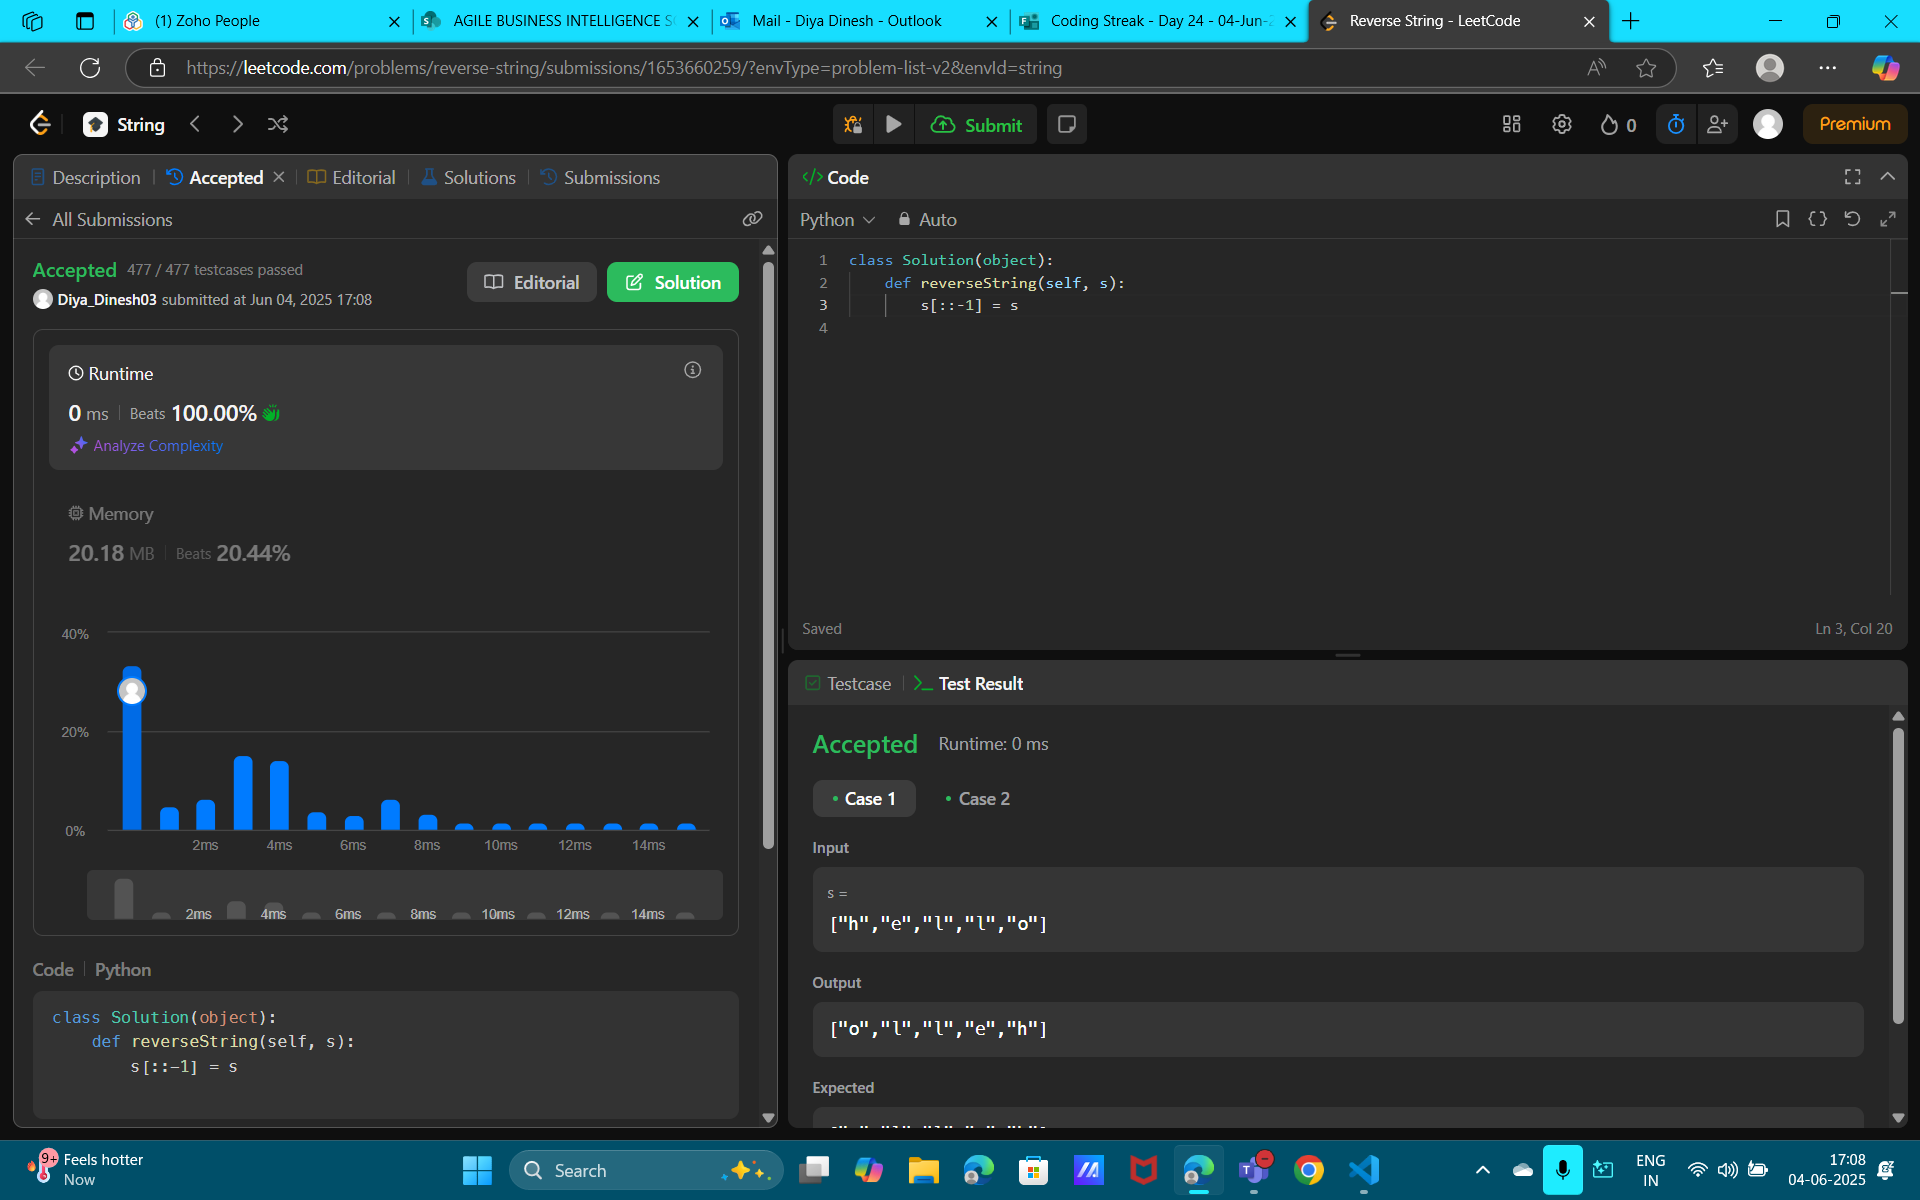 (1) Zoho People
AGILE BUSINESS INTELLIGENCE S
Mail - Diya Dinesh - Outlook
Coding Streak - Day 24 - 04-Jun-2
Reverse String - LeetCode
https://leetcode.com/problems/reverse-string/submissions/1653660259/?envType=problem-list-v2&envId=string
String
Submit
0
Premium
Description
Accepted
Editorial
Solutions
Submissions
All Submissions
Accepted 477 / 477 testcases passed
Diya_Dinesh03 submitted at Jun 04, 2025 17:08
Editorial
Solution
Runtime
0 ms Beats 100.00%
Analyze Complexity
Memory
20.18 MB Beats 20.44%
40%
20%
0%
2ms 4ms 6ms 8ms 10ms 12ms 14ms
2ms 4ms 6ms 8ms 10ms 12ms 14ms
Code Python
class Solution(object):
def reverseString(self, s):
s[::-1] = s
</> Code
Python Auto
1 class Solution(object):
2 def reverseString(self, s):
3 s[::-1] = s
4
Saved
Ln 3, Col 20
Testcase
Test Result
Accepted Runtime: 0 ms
Case 1
Case 2
Input
s =
["h","e","l","l","o"]
Output
["o","l","l","e","h"]
Expected
9+
Feels hotter
Now
Search
ENG
IN
17:08
04-06-2025